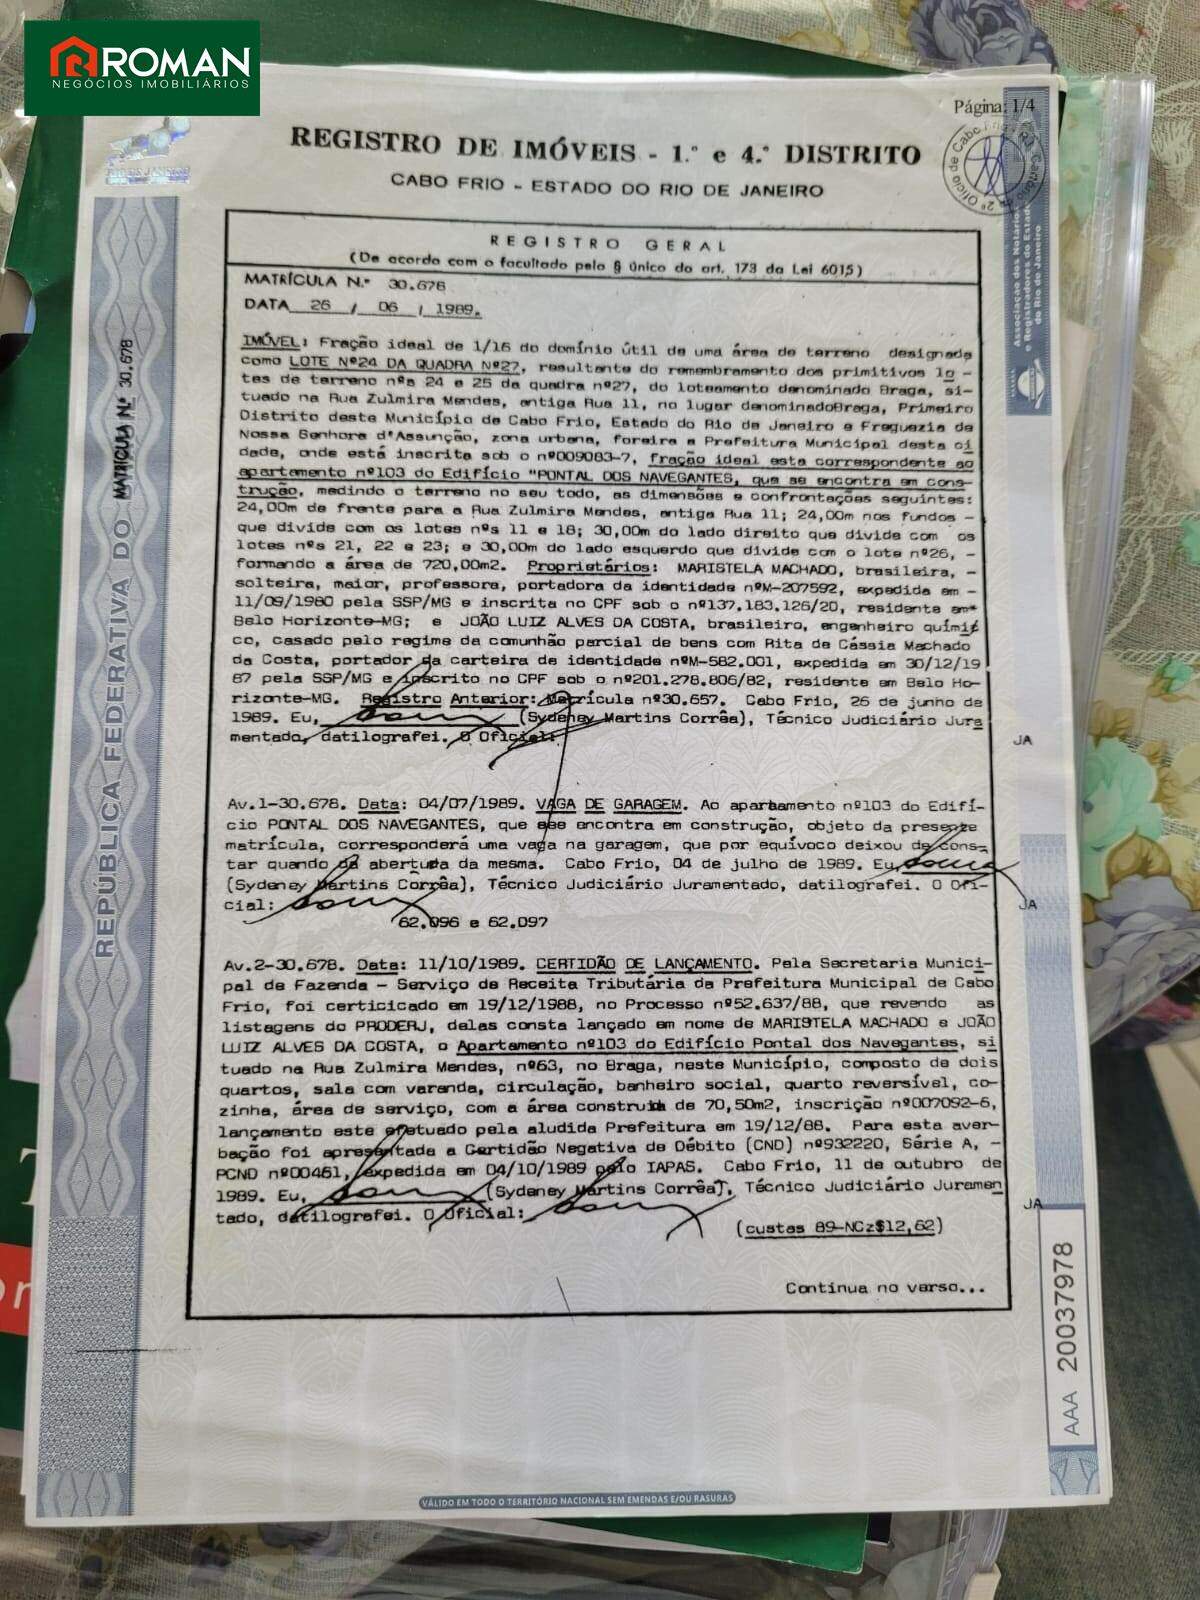 ROMAN
NEGÓCIOS IMOBILIÁRIOS
Página: 1/4
REGISTRO DE IMÓVEIS - 1.º e 4.º DISTRITO
CABO FRIO - ESTADO DO RIO DE JANEIRO
REGISTRO GERAL
(De acordo com o facultado pelo § único do art. 173 da Lei 6015)
MATRÍCULA N.º 30.678
DATA 26 / 06 / 1989.
IMÓVEL: Fração ideal de 1/16 do domínio útil de uma área de terreno designada
como LOTE Nº24 DA QUADRA Nº27, resultante do remembramento dos primitivos lo-
tes de terreno nºs 24 e 25 da quadra nº27, do loteamento denominado Braga, si-
tuado na Rua Zulmira Mendes, antiga Rua 11, no lugar denominadoBraga, Primeiro
Distrito deste Município de Cabo Frio, Estado do Rio de Janeiro e Freguezia de
Nossa Senhora d'Assunção, zona urbana, foreira a Prefeitura Municipal desta ci
dade, onde está inscrita sob o nº009083-7, fração ideal esta correspondente ao
apartamento nº103 do Edifício "PONTAL DOS NAVEGANTES, que se encontra em cons-
trução, medindo o terreno no seu todo, as dimensões e confrontações seguintes:
24,00m de frente para a Rua Zulmira Mendes, antiga Rua 11; 24,00m nos fundos -
que divide com os lotes nºs 11 e 18; 30,00m do lado direito que divide com os
lotes nºs 21, 22 e 23; e 30,00m do lado esquerdo que divide com o lote nº26, -
formando a área de 720,00m2. Proprietários: MARISTELA MACHADO, brasileira, -
solteira, maior, professora, portadora da identidade nºM-207592, expedida em -
11/09/1980 pela SSP/MG e inscrita no CPF sob o nº137.183.126/20, residente em
Belo Horizonte-MG; e JOÃO LUIZ ALVES DA COSTA, brasileiro, engenheiro quími
co, casado pelo regime da comunhão parcial de bens com Rita de Cássia Machado
da Costa, portador da carteira de identidade nºM-582.001, expedida em 30/12/19
87 pela SSP/MG e inscrito no CPF sob o nº201.278.806/82, residente em Belo Ho-
rizonte-MG. Registro Anterior: Matrícula nº30.657. Cabo Frio, 26 de junho de
1989. Eu, (Sydeney Martins Corrêa), Técnico Judiciário Jura
mentado, datilografei. O Oficial:
JA
Av.1-30.678. Data: 04/07/1989. VAGA DE GARAGEM. Ao apartamento nº103 do Edifí-
cio PONTAL DOS NAVEGANTES, que se encontra em construção, objeto da presente
matrícula, corresponderá uma vaga na garagem, que por equívoco deixou de cons-
tar quando da abertura da mesma. Cabo Frio, 04 de julho de 1989. Eu,
(Sydeney Martins Corrêa), Técnico Judiciário Juramentado, datilografei. O Ofi-
cial:
JA
62.096 e 62.097
Av.2-30.678. Data: 11/10/1989. CERTIDÃO DE LANÇAMENTO. Pela Secretaria Munici-
pal de Fazenda - Serviço de Receita Tributária da Prefeitura Municipal de Cabo
Frio, foi certicicado em 19/12/1988, no Processo nº52.637/88, que revendo as
listagens do PRODERJ, delas consta lançado em nome de MARISTELA MACHADO e JOÃO
LUIZ ALVES DA COSTA, o Apartamento nº103 do Edifício Pontal dos Navegantes, si
tuado na Rua Zulmira Mendes, nº63, no Braga, neste Município, composto de dois
quartos, sala com varanda, circulação, banheiro social, quarto reversível, co-
zinha, área de serviço, com a área construida de 70,50m2, inscrição nº007092-6,
lançamento este efetuado pela aludida Prefeitura em 19/12/88. Para esta aver-
bação foi apresentada a Certidão Negativa de Débito (CND) nº932220, Série A, -
PCND nº00461, expedida em 04/10/1989 pelo IAPAS. Cabo Frio, 11 de outubro de
1989. Eu, (Sydeney Martins Corrêa), Técnico Judiciário Juramen
tado, datilografei. O Oficial:
JA
(custas 89-NCz$12,62)
Continua no verso...
VÁLIDO EM TODO O TERRITÓRIO NACIONAL SEM EMENDAS E/OU RASURAS
REPÚBLICA FEDERATIVA DO
MATRÍCULA N.º 30.678
Associação dos Notários
e Registradores do Estado
do Rio de Janeiro
AAA 20037978